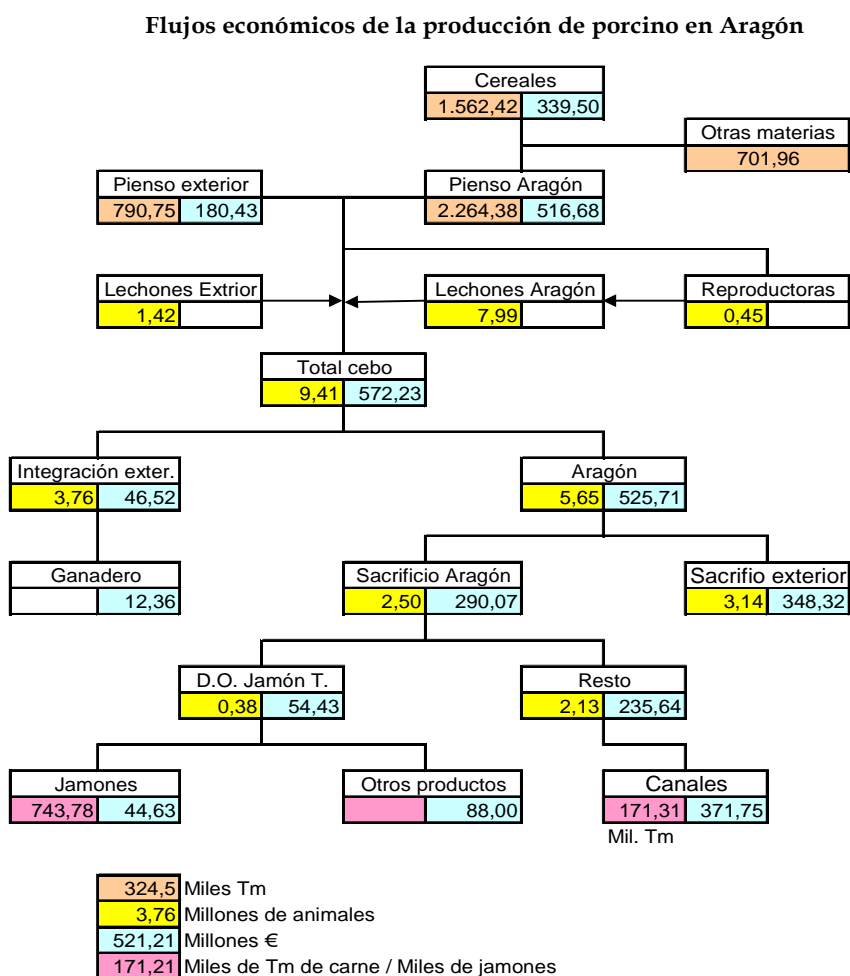 Flujos económicos de la producción de porcino en Aragón
Cereales
1.562,42 339,50
Otras materias
701,96
Pienso exterior
790,75 180,43
Pienso Aragón
2.264,38 516,68
Lechones Extrior
1,42
Lechones Aragón
7,99
Reproductoras
0,45
Total cebo
9,41 572,23
Integración exter.
3,76 46,52
Aragón
5,65 525,71
Ganadero
12,36
Sacrificio Aragón
2,50 290,07
Sacrifio exterior
3,14 348,32
D.O. Jamón T.
0,38 54,43
Resto
2,13 235,64
Jamones
743,78 44,63
Otros productos
88,00
Canales
171,31 371,75
Mil. Tm
324,5 Miles Tm
3,76 Millones de animales
521,21 Millones €
171,21 Miles de Tm de carne / Miles de jamones